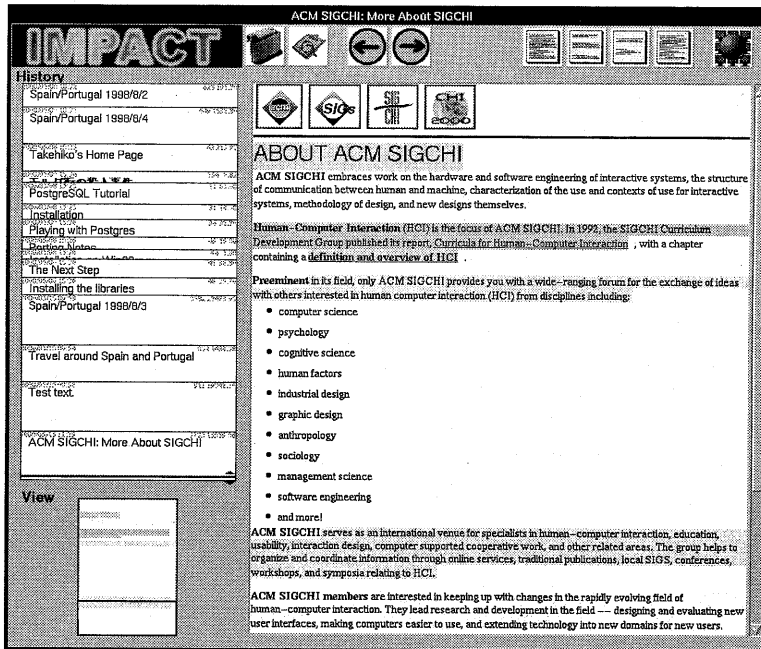 ACM SIGCHI: More About SIGCHI
IMPACT
History
Spain/Portugal 1998/8/2
Spain/Portugal 1998/8/4
Takehiko's Home Page
PostgreSQL Tutorial
Installation
Playing with Postgres
Porting Notes
The Next Step
Installing the libraries
Spain/Portugal 1998/8/3
Travel around Spain and Portugal
Test text.
ACM SIGCHI: More About SIGCHI
View
acm
SIGs
SIG
CHI
CHI
2000
ABOUT ACM SIGCHI
ACM SIGCHI embraces work on the hardware and software engineering of interactive systems, the structure
of communication between human and machine, characterization of the use and contexts of use for interactive
systems, methodology of design, and new designs themselves.
Human-Computer Interaction (HCI) is the focus of ACM SIGCHI. In 1992, the SIGCHI Curriculum
Development Group published its report, Curricula for Human-Computer Interaction , with a chapter
containing a definition and overview of HCI .
Preeminent in its field, only ACM SIGCHI provides you with a wide-ranging forum for the exchange of ideas
with others interested in human computer interaction (HCI) from disciplines including:
• computer science
• psychology
• cognitive science
• human factors
• industrial design
• graphic design
• anthropology
• sociology
• management science
• software engineering
• and more!
ACM SIGCHI serves as an international venue for specialists in human-computer interaction, education,
usability, interaction design, computer supported cooperative work, and other related areas. The group helps to
organize and coordinate information through online services, traditional publications, local SIGS, conferences,
workshops, and symposia relating to HCI.
ACM SIGCHI members are interested in keeping up with changes in the rapidly evolving field of
human-computer interaction. They lead research and development in the field -- designing and evaluating new
user interfaces, making computers easier to use, and extending technology into new domains for new users.